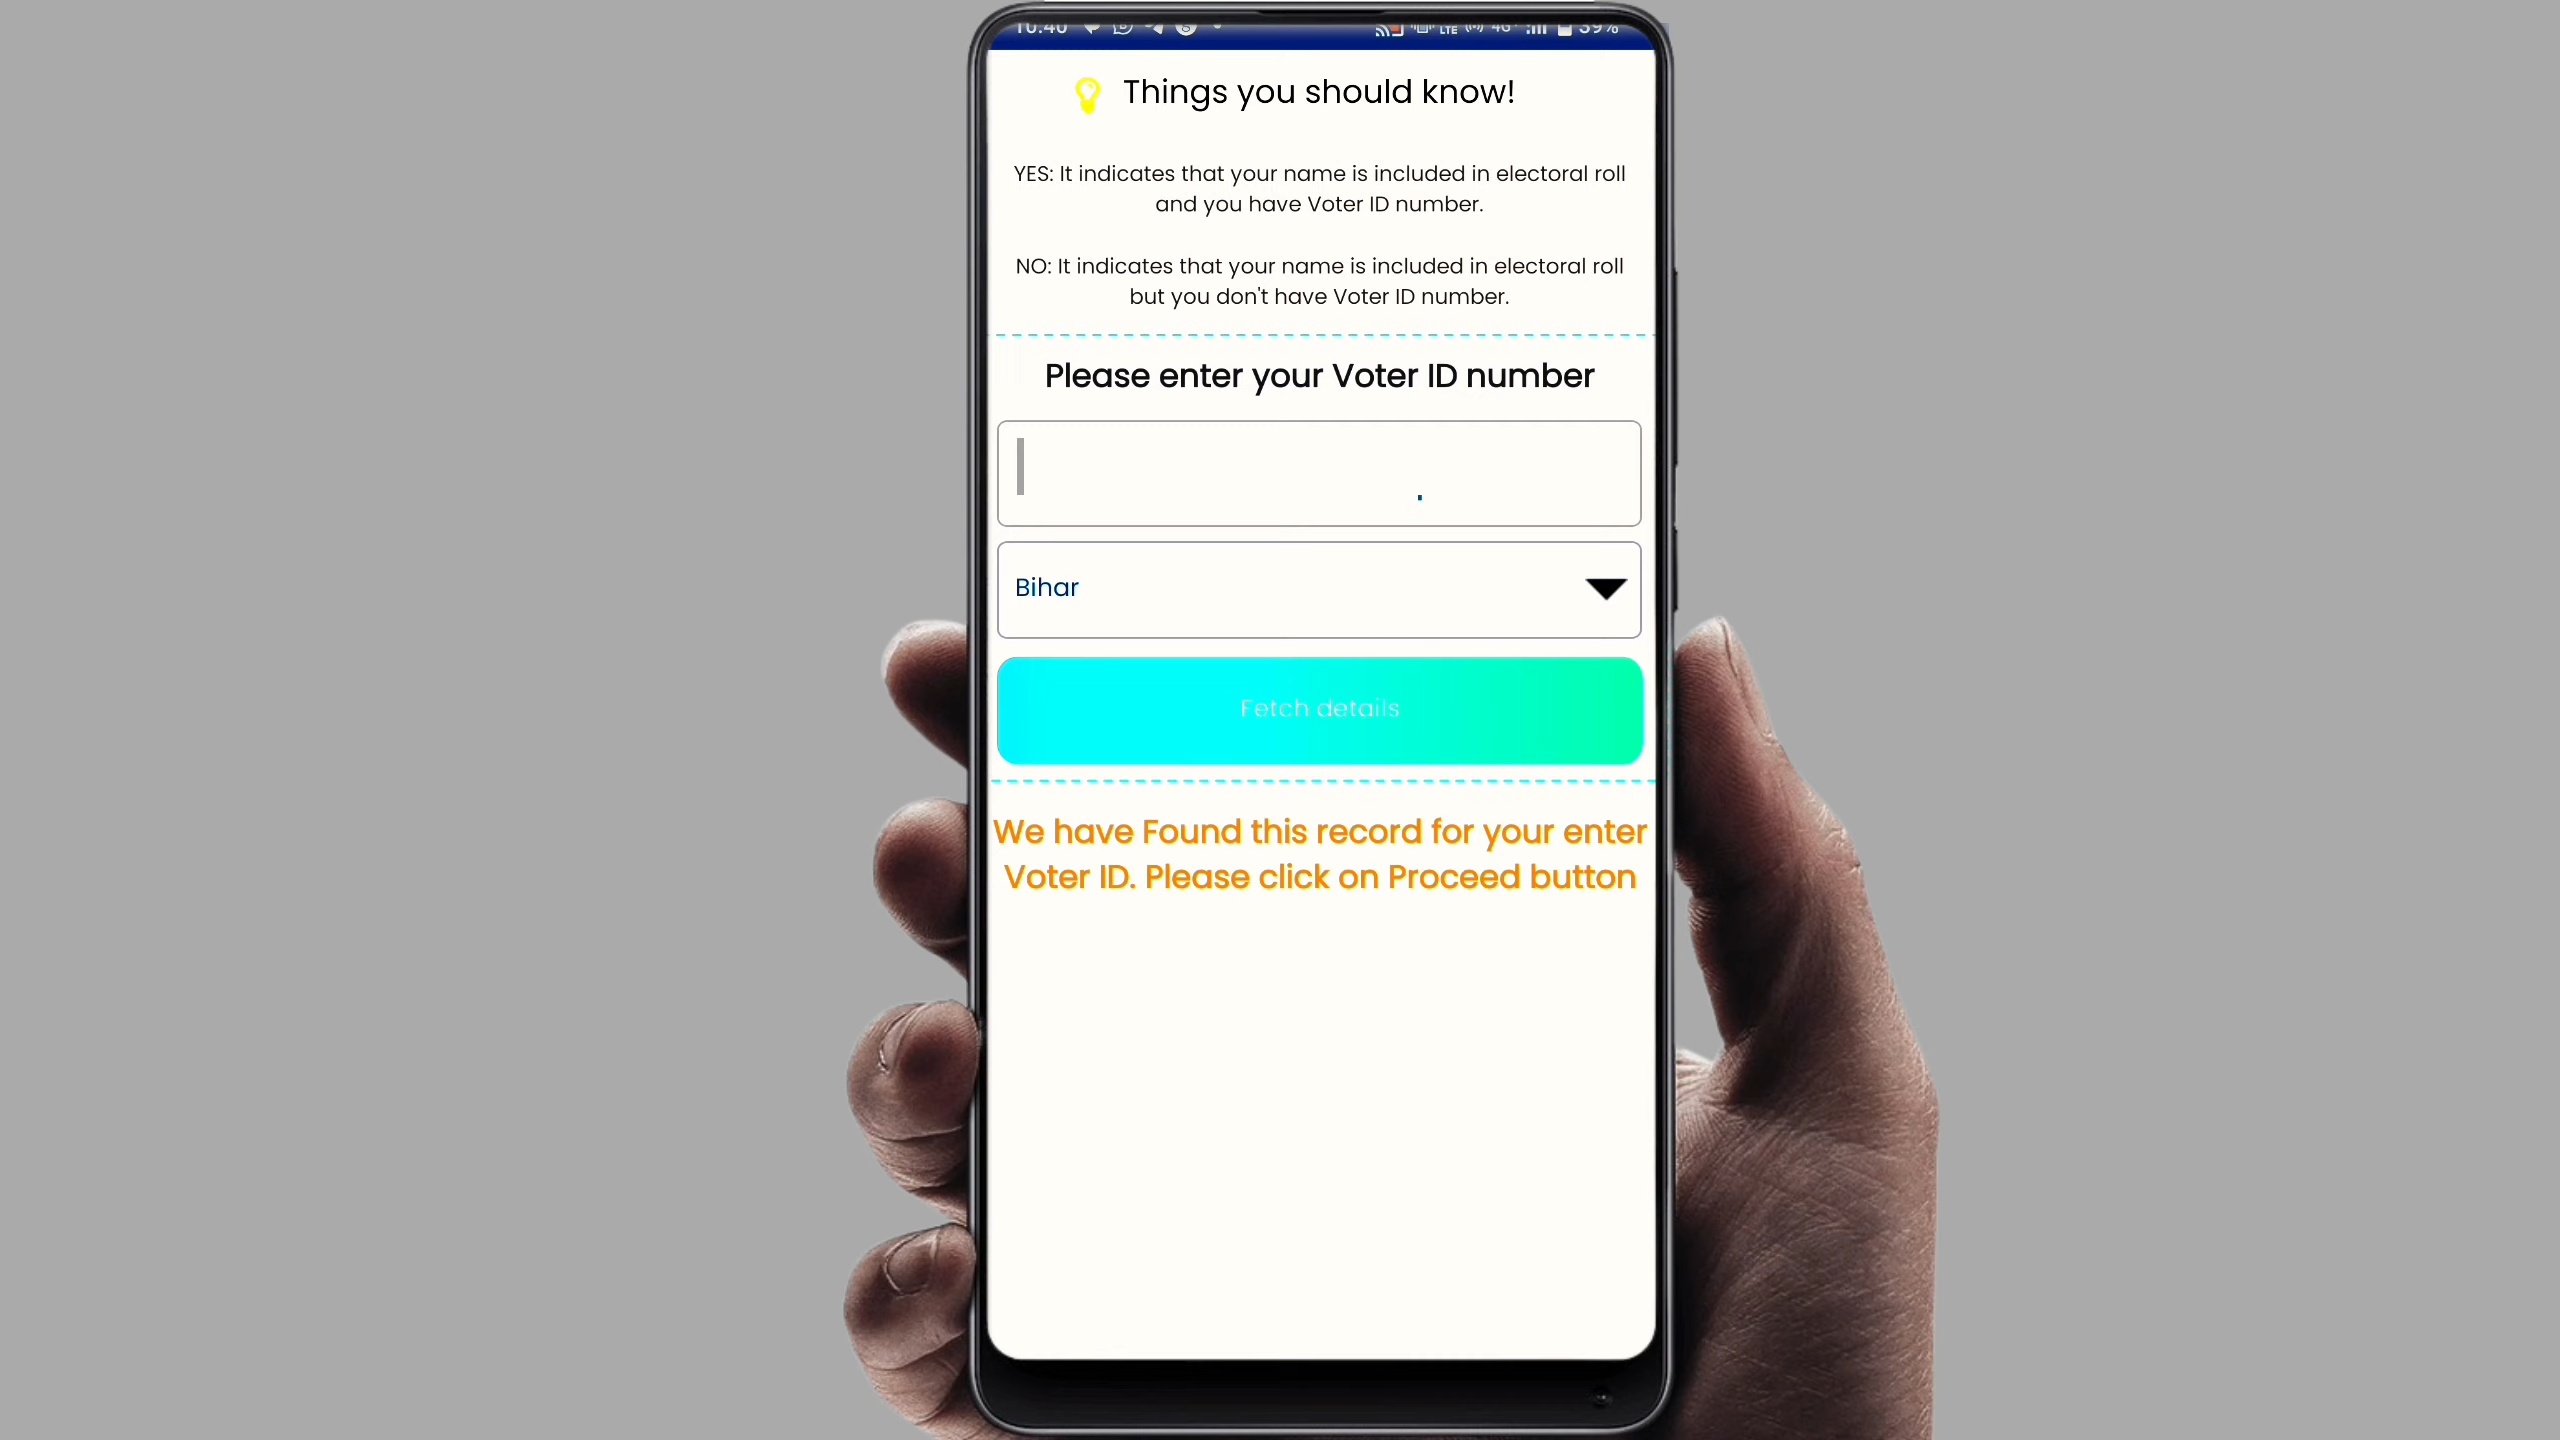 Things you should know!
YES: It indicates that your name is included in electoral roll
and you have Voter ID number.
NO: It indicates that your name is included in electoral roll
but you don't have Voter ID number.
Please enter your Voter ID number
Bihar
Fetch details
We have Found this record for your enter
Voter ID. Please click on Proceed button